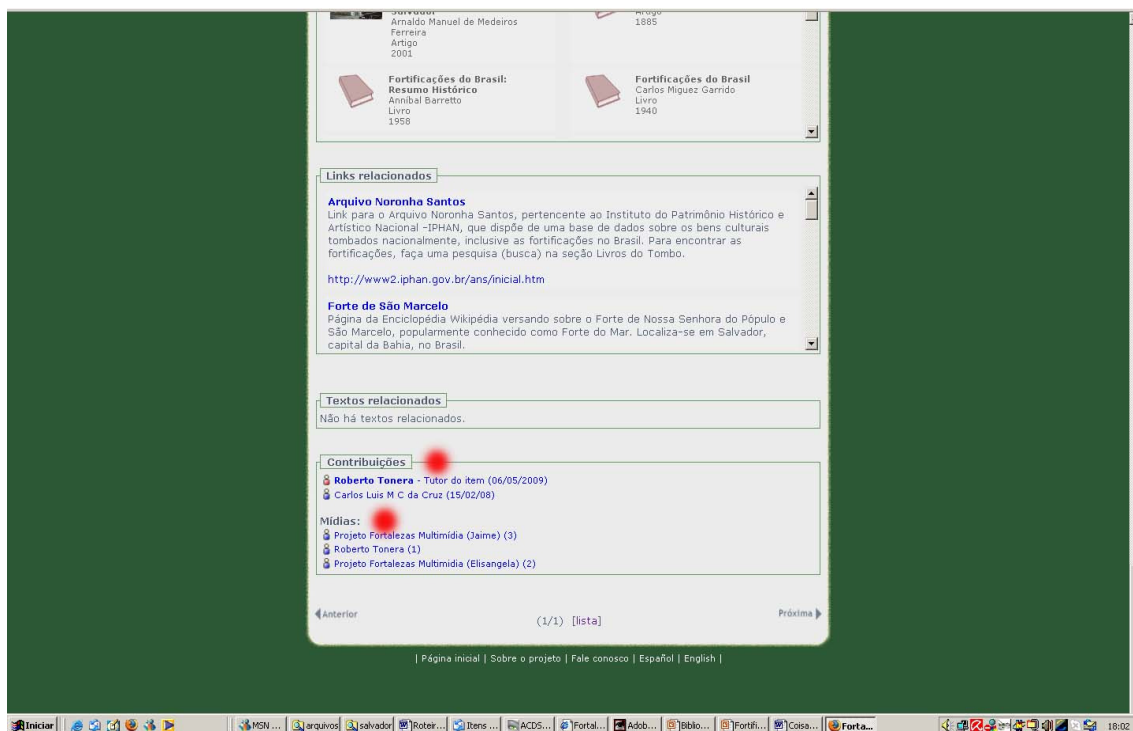 Arnaldo Manuel de Medeiros
Ferreira
Artigo
2001
1885
Fortificações do Brasil:
Resumo Histórico
Anníbal Barretto
Livro
1958
Fortificações do Brasil
Carlos Miguez Garrido
Livro
1940
Links relacionados
Arquivo Noronha Santos
Link para o Arquivo Noronha Santos, pertencente ao Instituto do Patrimônio Histórico e
Artístico Nacional -IPHAN, que dispõe de uma base de dados sobre os bens culturais
tombados nacionalmente, inclusive as fortificações no Brasil. Para encontrar as
fortificações, faça uma pesquisa (busca) na seção Livros do Tombo.
http://www2.iphan.gov.br/ans/inicial.htm
Forte de São Marcelo
Página da Enciclopédia Wikipédia versando sobre o Forte de Nossa Senhora do Pópulo e
São Marcelo, popularmente conhecido como Forte do Mar. Localiza-se em Salvador,
capital da Bahia, no Brasil.
Textos relacionados
Não há textos relacionados.
Contribuições
Roberto Tonera - Tutor do item (06/05/2009)
Carlos Luis M C da Cruz (15/02/08)
Mídias:
Projeto Fortalezas Multimídia (Jaime) (3)
Roberto Tonera (1)
Projeto Fortalezas Multimidia (Elisangela) (2)
Anterior
(1/1) [lista]
Próxima
| Página inicial | Sobre o projeto | Fale conosco | Español | English |
Iniciar MSN ... arquivos salvador Roteir... Itens ... ACDS... Fortal... Adob... Biblio... Fortifi... Coisa... Forta... 18:02